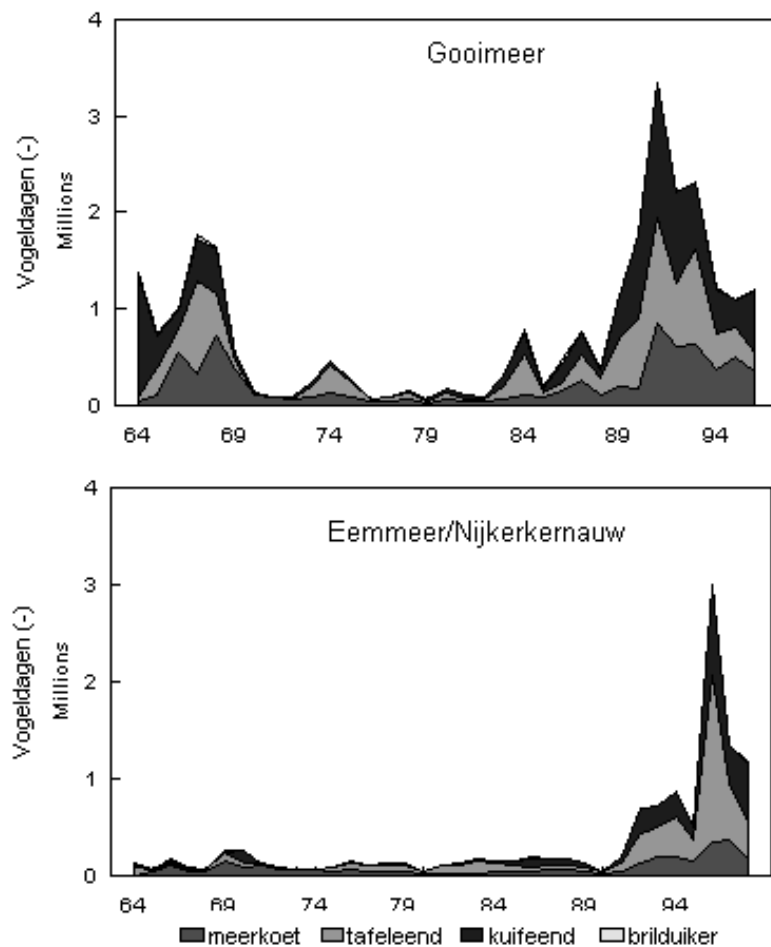 Gooimeer
Vogeldagen (-)
Millions
4
3
2
1
0
64 69 74 79 84 89 94
Eemmeer/Nijkerkernauw
Vogeldagen (-)
Millions
4
3
2
1
0
64 69 74 79 84 89 94
meerkoet tafeleend kuifeend brilduiker